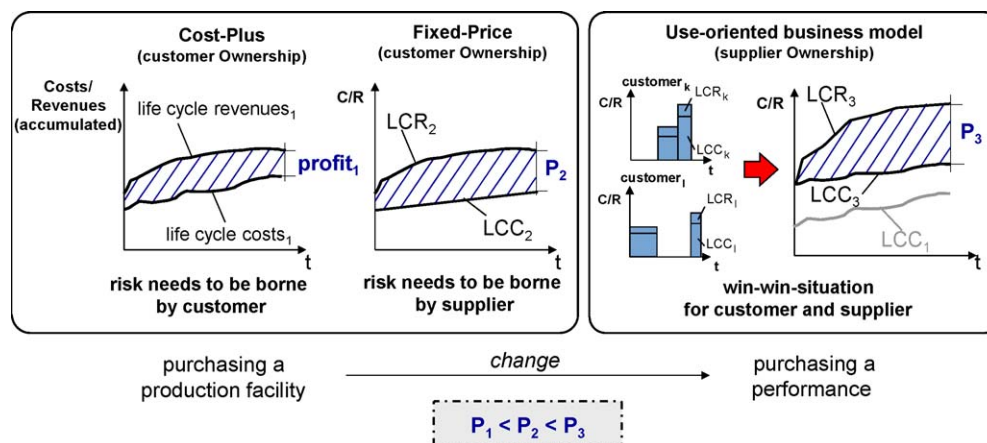 Cost-Plus
(customer Ownership)
Costs/
Revenues
(accumulated)
life cycle revenues₁
profit₁
life cycle costs₁
t
risk needs to be borne
by customer
Fixed-Price
(customer Ownership)
C/R
LCR₂
P₂
LCC₂
t
risk needs to be borne
by supplier
Use-oriented business model
(supplier Ownership)
customerₖ
C/R
LCRₖ
LCCₖ
t
customerₗ
C/R
LCRₗ
LCCₗ
t
C/R
LCR₃
P₃
LCC₃
LCC₁
t
win-win-situation
for customer and supplier
purchasing a
production facility
change
purchasing a
performance
P₁ < P₂ < P₃